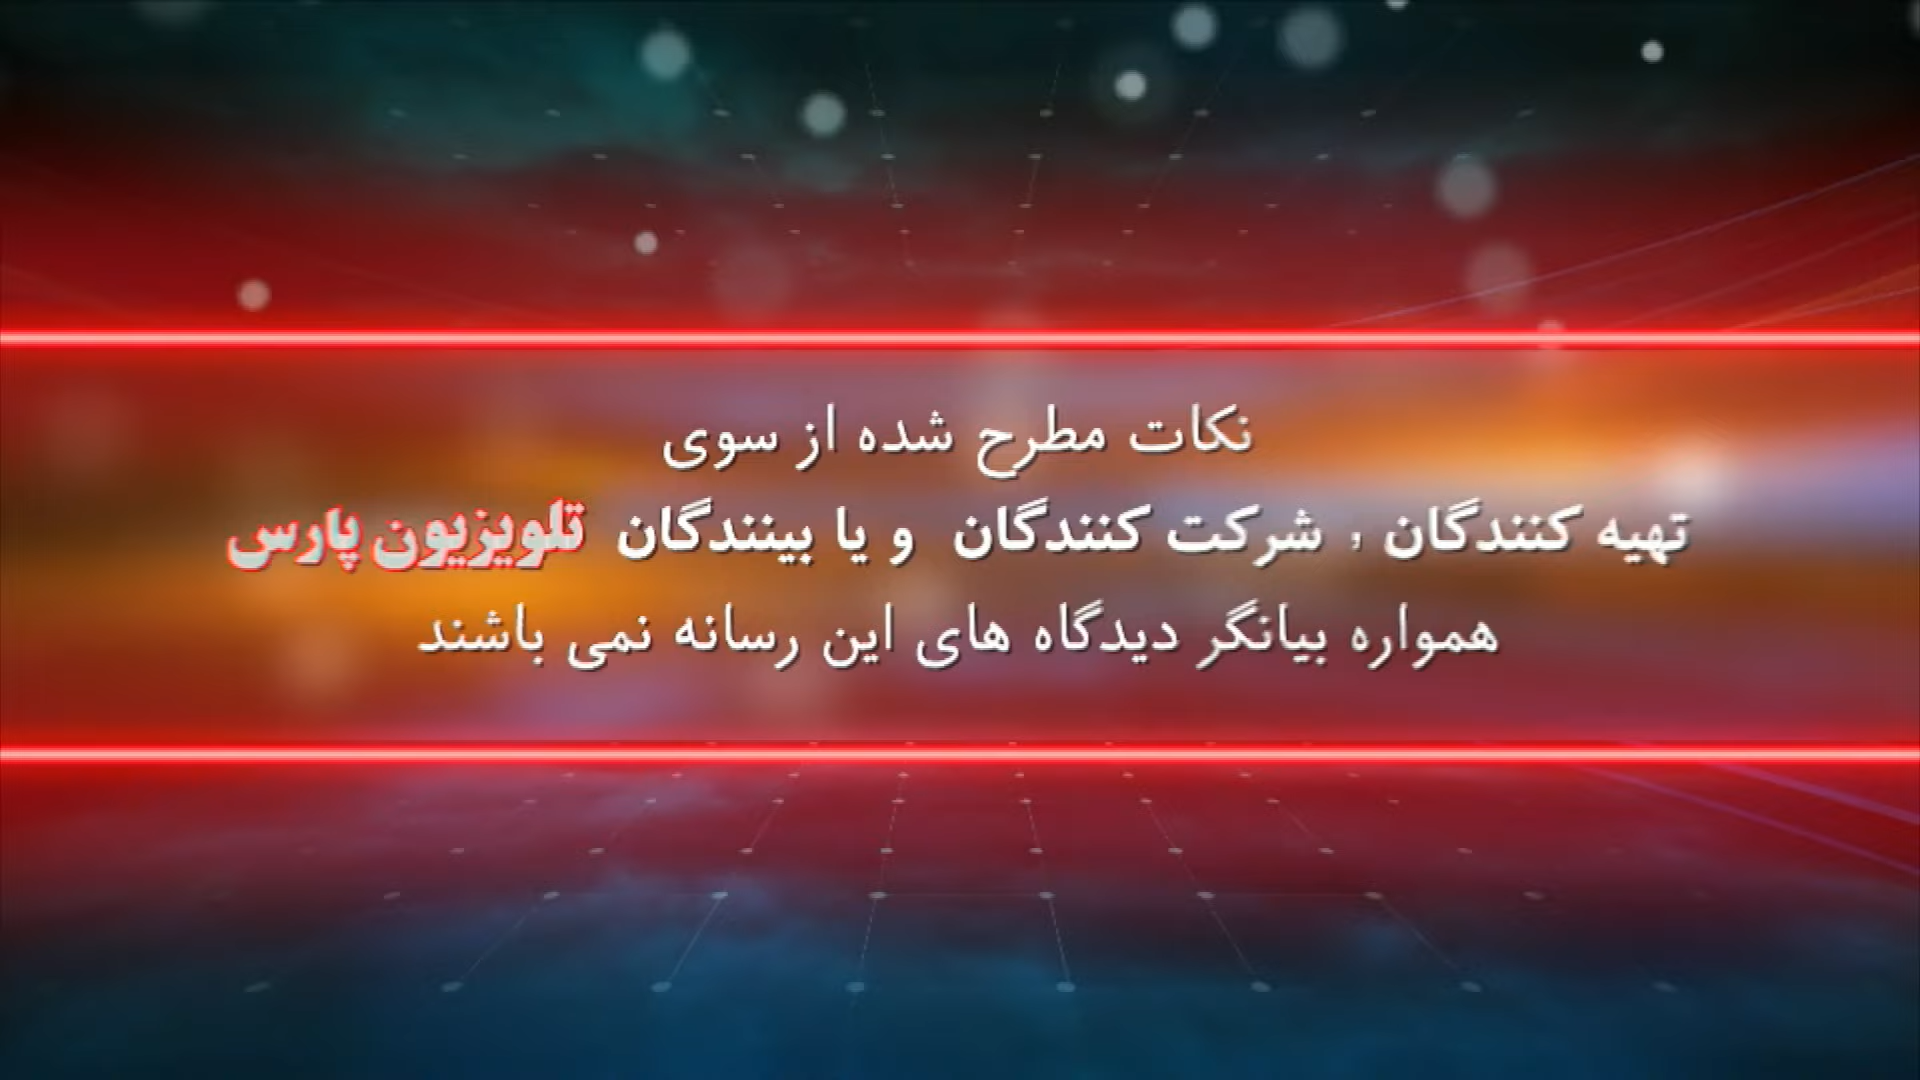 نکات مطرح شده از سوی
تهیه کنندگان ، شرکت کنندگان و یا بینندگان تلویزیون پارس
همواره بیانگر دیدگاه های این رسانه نمی باشند